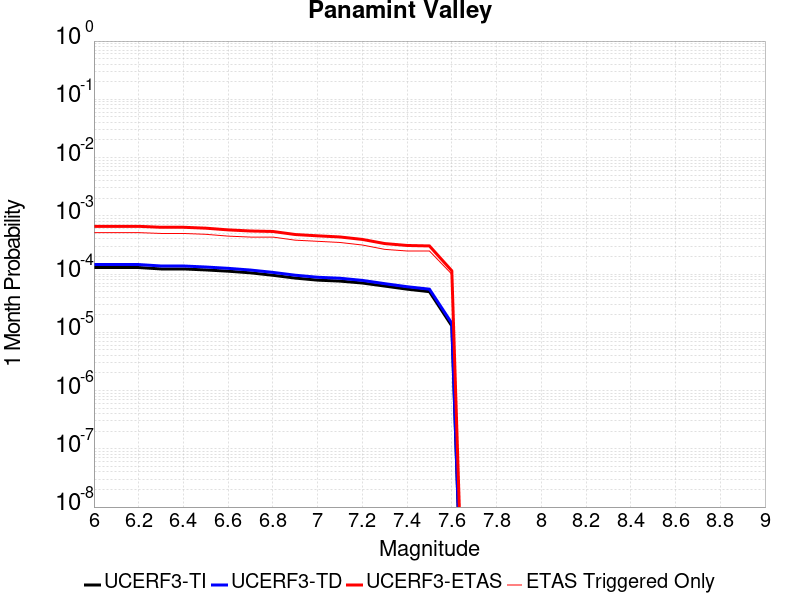 Panamint Valley
10^0
10^-1
10^-2
10^-3
10^-4
10^-5
10^-6
10^-7
10^-8
1 Month Probability
6 6.2 6.4 6.6 6.8 7 7.2 7.4 7.6 7.8 8 8.2 8.4 8.6 8.8 9
Magnitude
UCERF3-TI UCERF3-TD UCERF3-ETAS ETAS Triggered Only